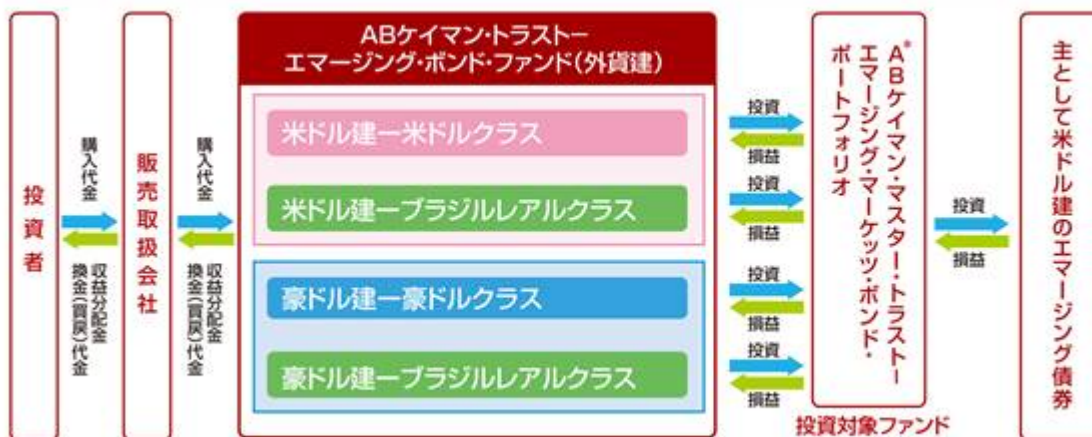 投資者
購入代金
収益分配金
換金(買戻)代金
販売取扱会社
購入代金
収益分配金
換金(買戻)代金
ABケイマン・トラストー
エマージング・ボンド・ファンド(外貨建)
米ドル建ー米ドルクラス
米ドル建ーブラジルレアルクラス
豪ドル建ー豪ドルクラス
豪ドル建ーブラジルレアルクラス
投資
損益
投資
損益
投資
損益
投資
損益
ABケイマン・マスター・トラストー*
エマージング・マーケッツ・ボンド・
ポートフォリオ
投資対象ファンド
投資
損益
主として米ドル建のエマージング債券